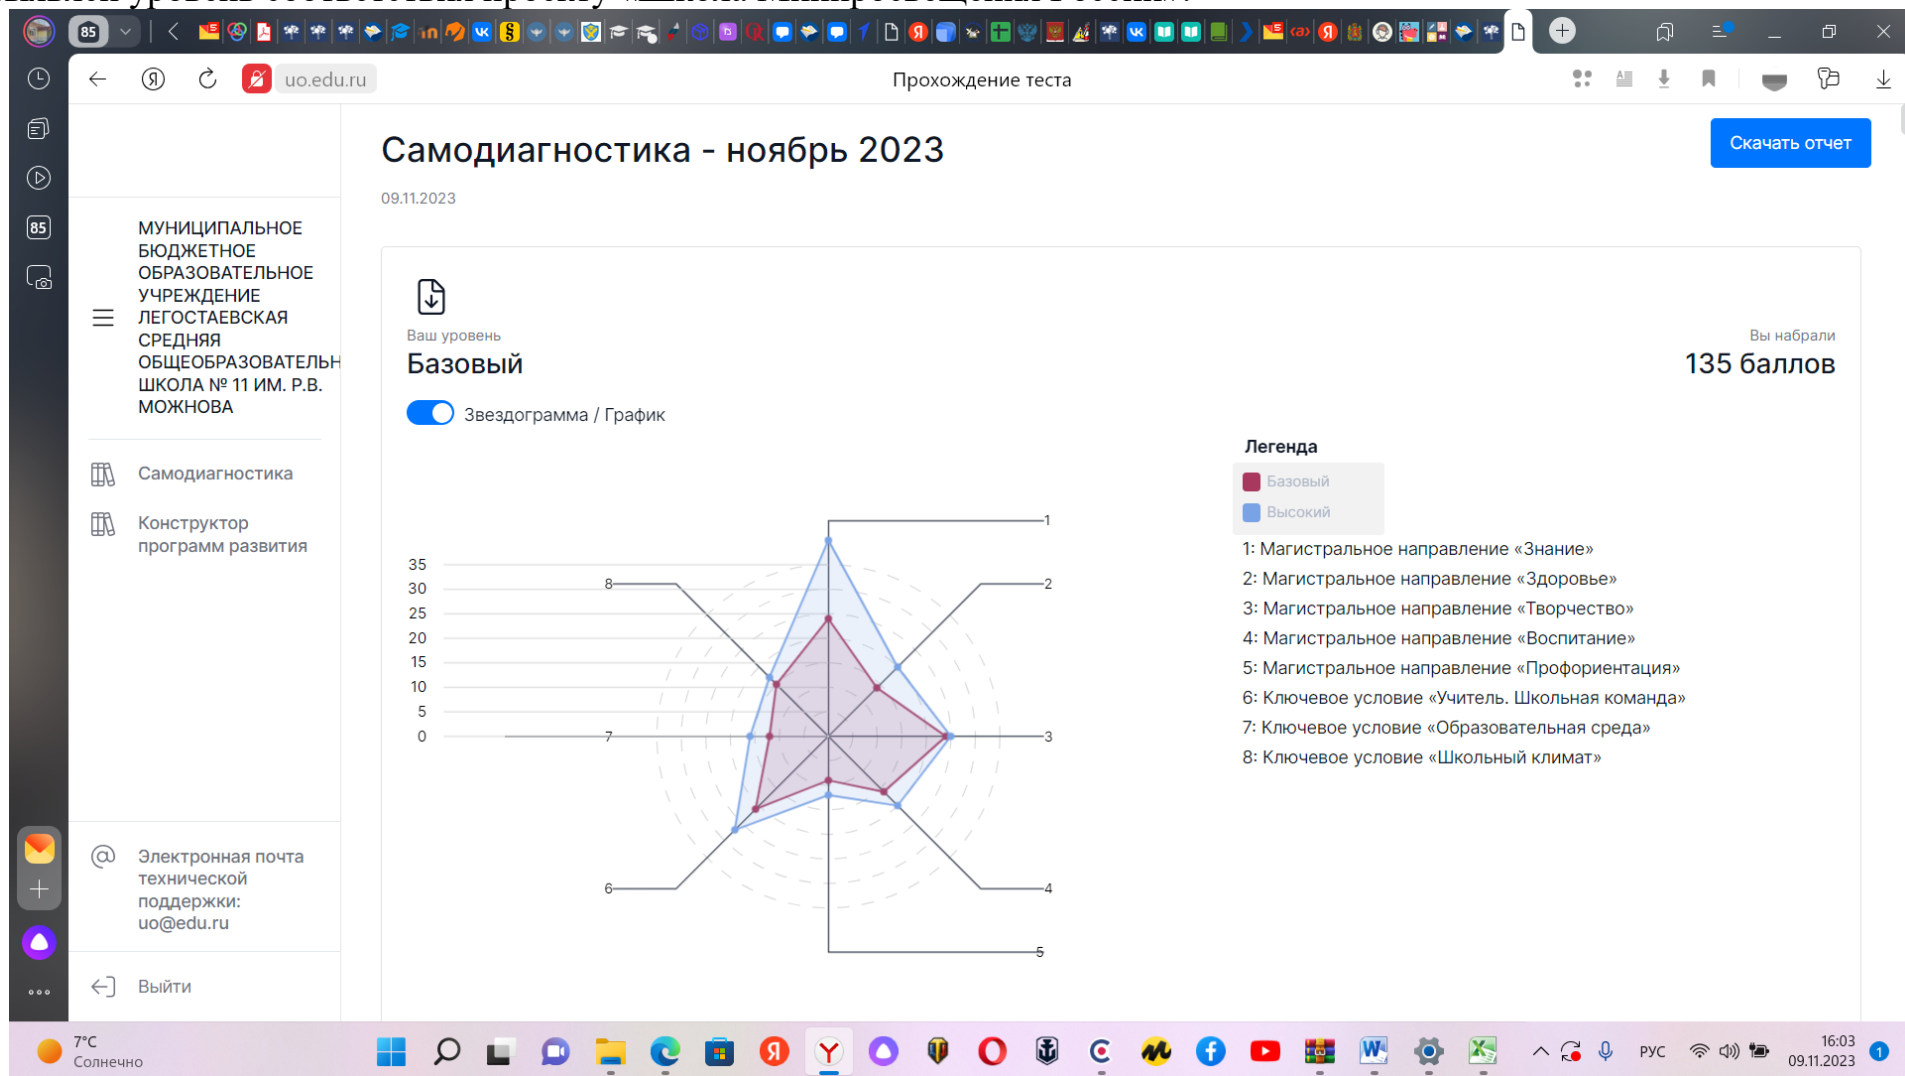 85
uo.edu.ru
Прохождение теста
Самодиагностика - ноябрь 2023
Скачать отчет
09.11.2023
85
МУНИЦИПАЛЬНОЕ
БЮДЖЕТНОЕ
ОБРАЗОВАТЕЛЬНОЕ
УЧРЕЖДЕНИЕ
ЛЕГОСТАЕВСКАЯ
СРЕДНЯЯ
ОБЩЕОБРАЗОВАТЕЛЬН
ШКОЛА № 11 ИМ. Р.В.
МОЖНОВА
Самодиагностика
Конструктор
программ развития
Электронная почта
технической
поддержки:
uo@edu.ru
Выйти
Ваш уровень
Базовый
Вы набрали
135 баллов
Звездограмма / График
35
30
25
20
15
10
5
0
1
2
3
4
5
6
7
8
Легенда
Базовый
Высокий
1: Магистральное направление «Знание»
2: Магистральное направление «Здоровье»
3: Магистральное направление «Творчество»
4: Магистральное направление «Воспитание»
5: Магистральное направление «Профориентация»
6: Ключевое условие «Учитель. Школьная команда»
7: Ключевое условие «Образовательная среда»
8: Ключевое условие «Школьный климат»
7°C
Солнечно
РУС
16:03
09.11.2023
1